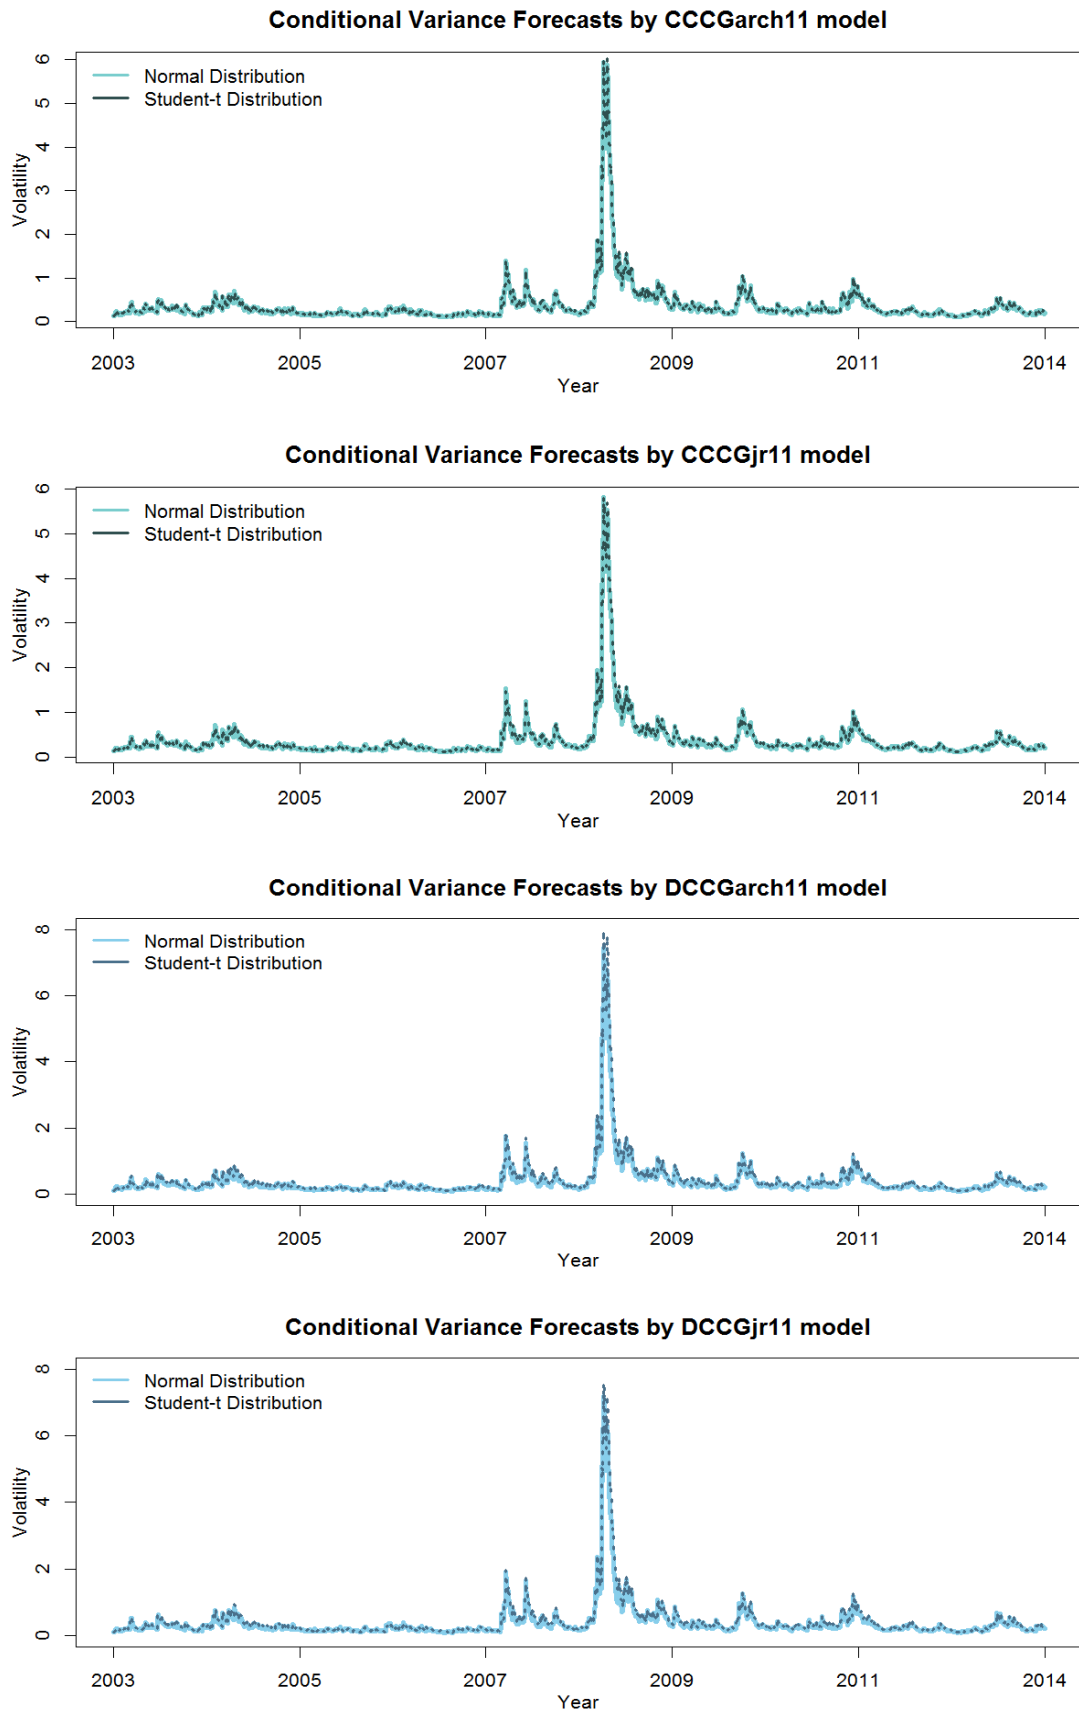 Conditional Variance Forecasts by CCCGarch11 model
Normal Distribution
Student-t Distribution
Volatility
6
5
4
3
2
1
0
2003 2005 2007 2009 2011 2014
Year
Conditional Variance Forecasts by CCCGjr11 model
Normal Distribution
Student-t Distribution
Volatility
6
5
4
3
2
1
0
2003 2005 2007 2009 2011 2014
Year
Conditional Variance Forecasts by DCCGarch11 model
Normal Distribution
Student-t Distribution
Volatility
8
6
4
2
0
2003 2005 2007 2009 2011 2014
Year
Conditional Variance Forecasts by DCCGjr11 model
Normal Distribution
Student-t Distribution
Volatility
8
6
4
2
0
2003 2005 2007 2009 2011 2014
Year